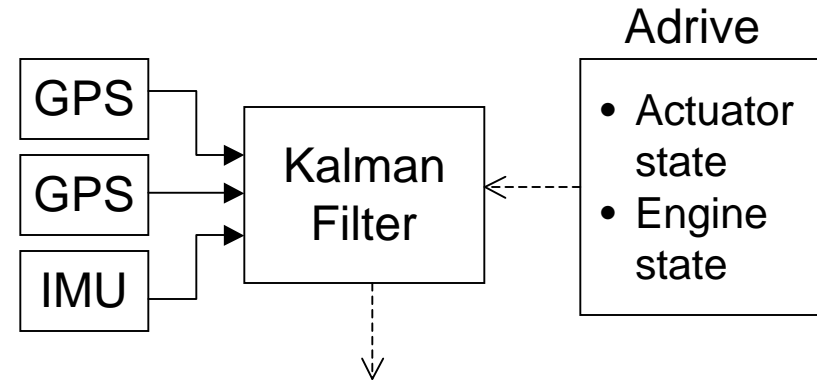 Adrive
GPS
GPS
IMU
Kalman
Filter
• Actuator
state
• Engine
state